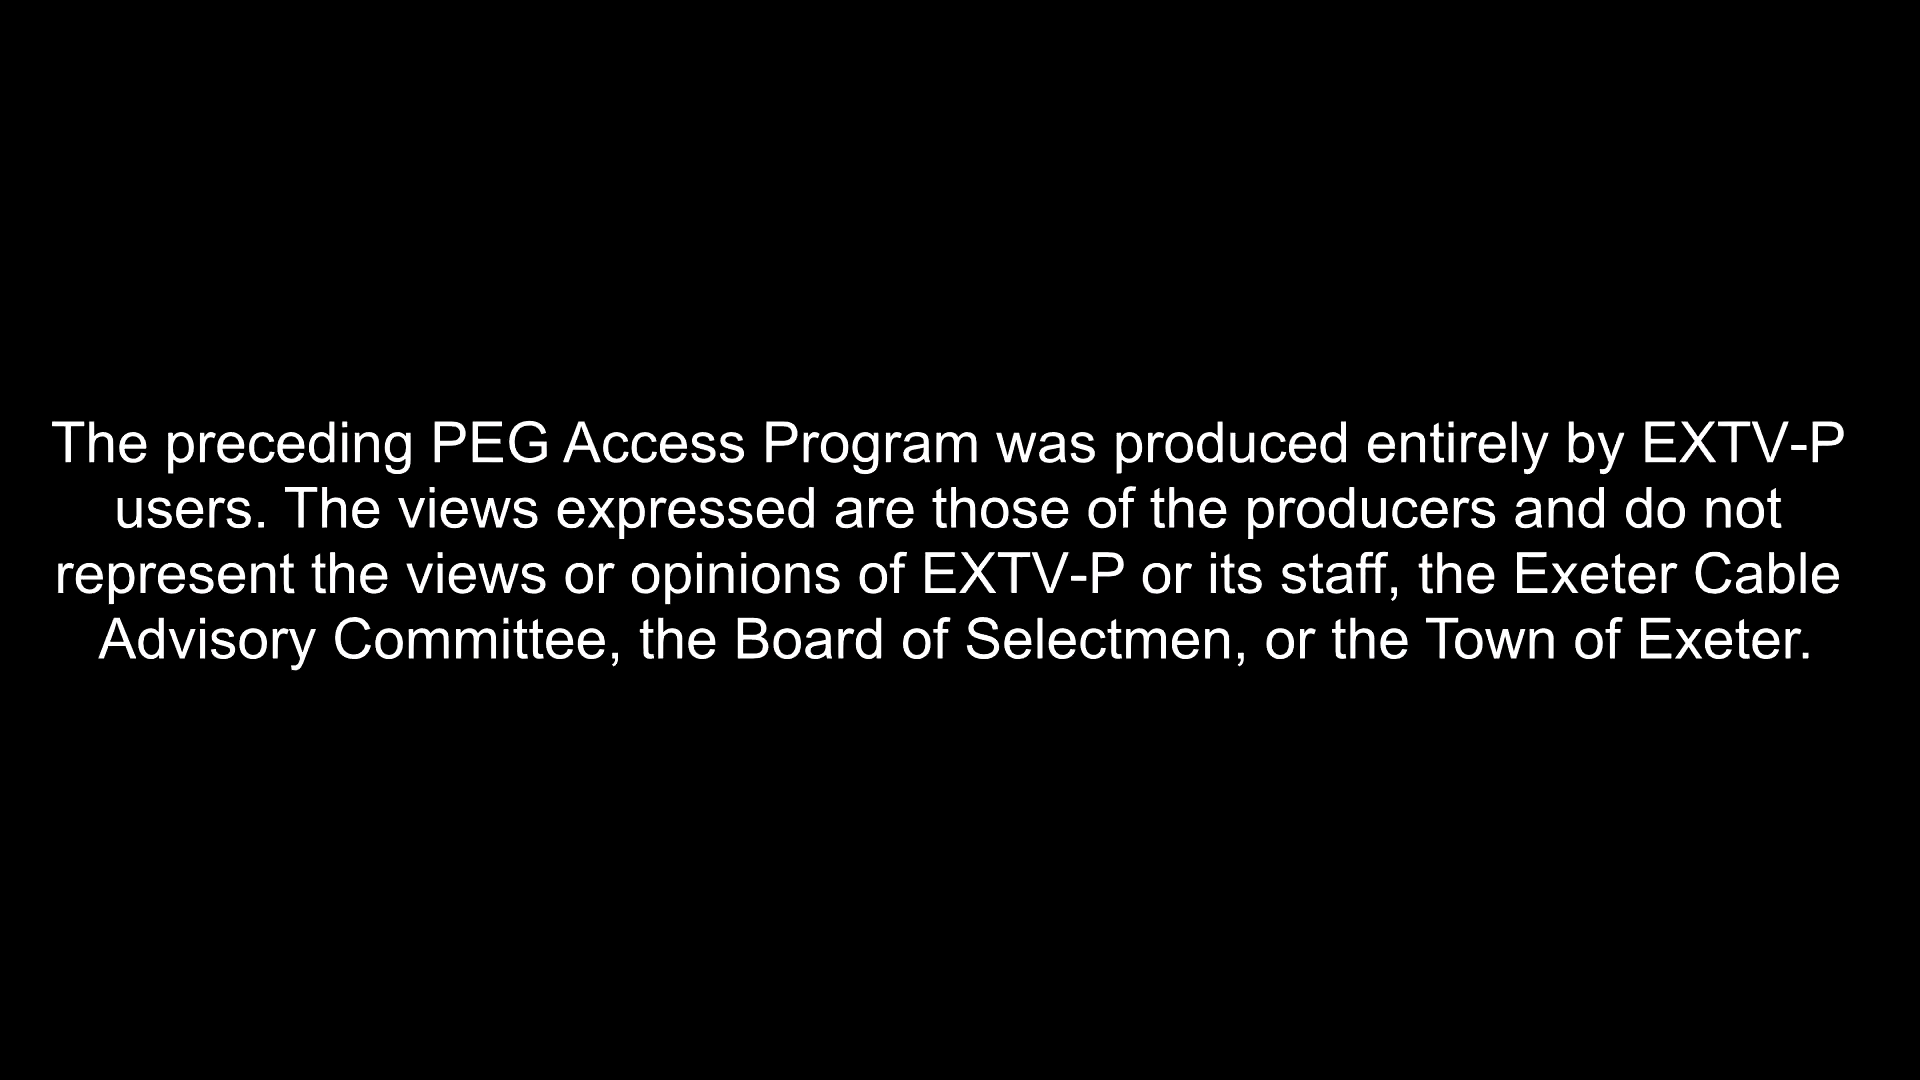 The preceding PEG Access Program was produced entirely by EXTV-P
users. The views expressed are those of the producers and do not
represent the views or opinions of EXTV-P or its staff, the Exeter Cable
Advisory Committee, the Board of Selectmen, or the Town of Exeter.